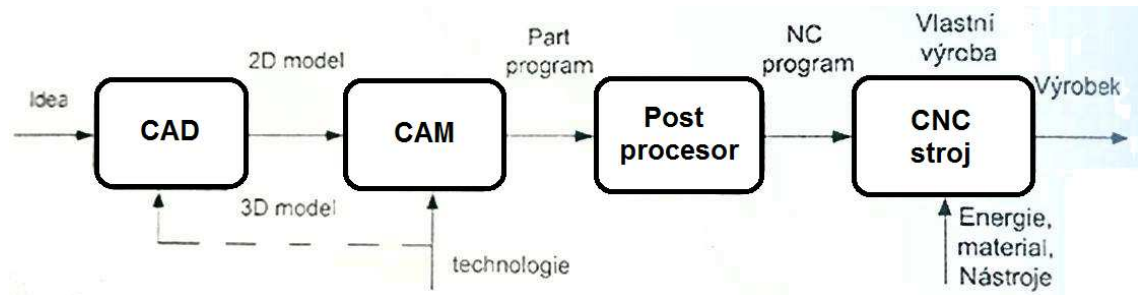 Idea
CAD
2D model
3D model
CAM
technologie
Part
program
Post
procesor
NC
program
Vlastní
výrcba
CNC
stroj
Výrobek
Energie,
material,
Nástroje